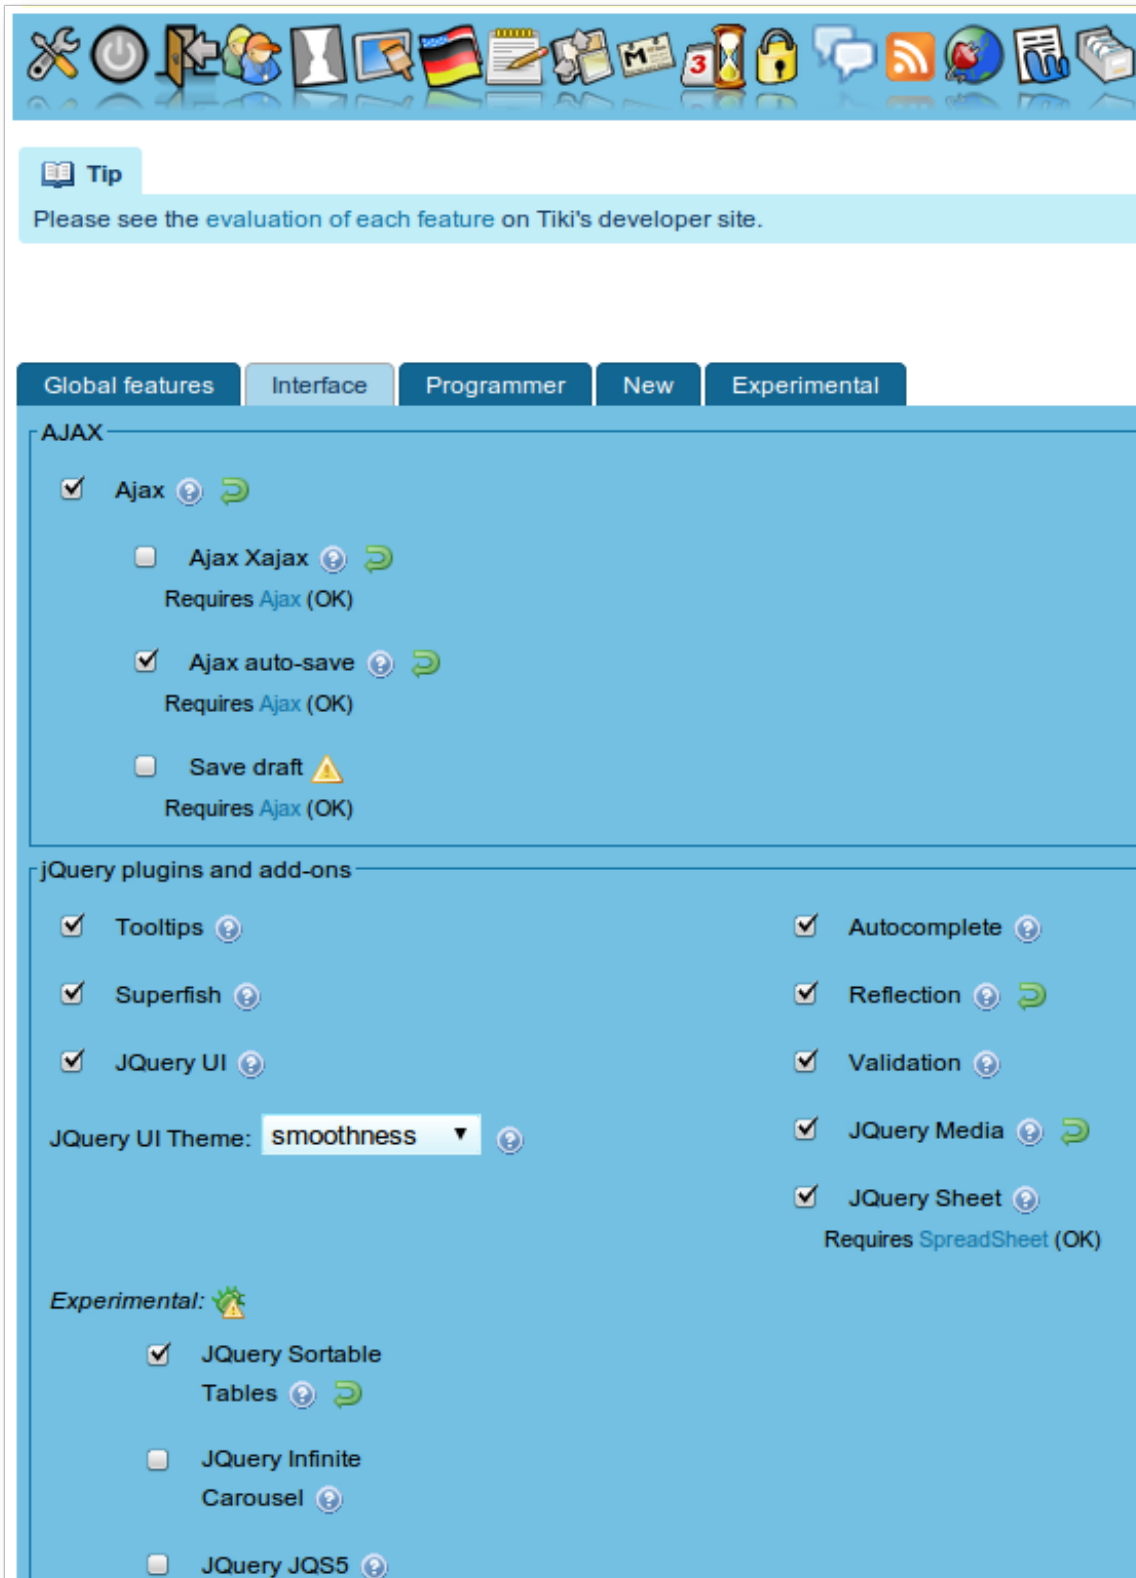 3
Tip
Please see the evaluation of each feature on Tiki's developer site.
Global features
Interface
Programmer
New
Experimental
AJAX
Ajax
Ajax Xajax
Requires Ajax (OK)
Ajax auto-save
Requires Ajax (OK)
Save draft
Requires Ajax (OK)
jQuery plugins and add-ons
Tooltips
Superfish
JQuery UI
JQuery UI Theme: smoothness
Autocomplete
Reflection
Validation
JQuery Media
JQuery Sheet
Requires SpreadSheet (OK)
Experimental:
JQuery Sortable
Tables
JQuery Infinite
Carousel
JQuery JQS5